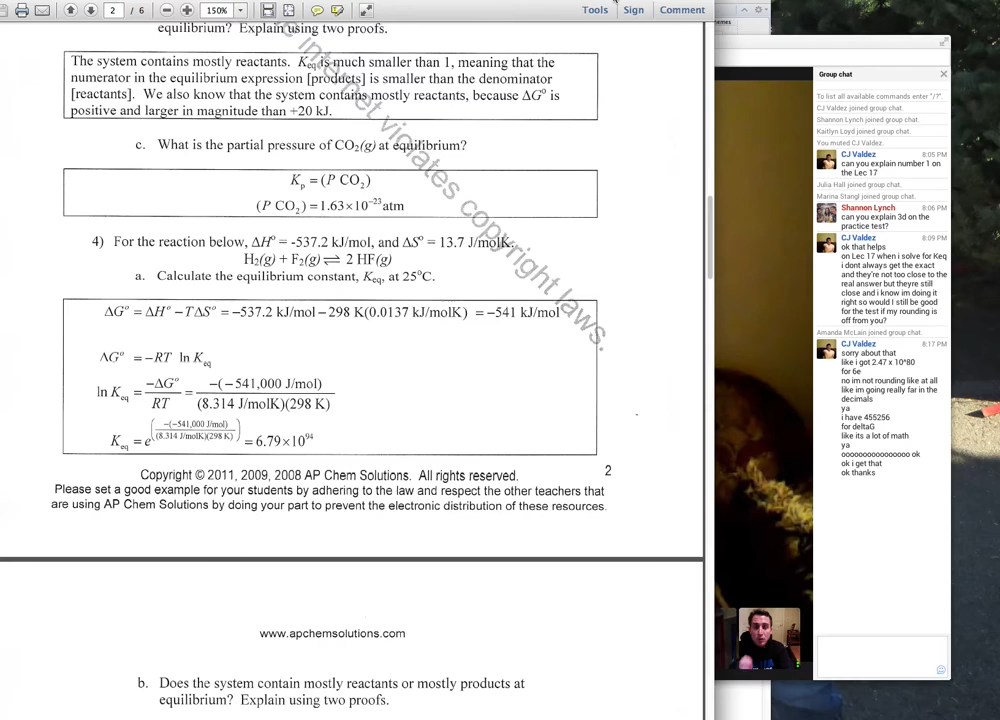 2 / 6
150%
Tools
Sign
Comment
equilibrium? Explain using two proofs.
The system contains mostly reactants. Keq is much smaller than 1, meaning that the
numerator in the equilibrium expression [products] is smaller than the denominator
[reactants]. We also know that the system contains mostly reactants, because ΔG° is
positive and larger in magnitude than +20 kJ.
c. What is the partial pressure of CO₂(g) at equilibrium?
Kp = (P CO₂)
(P CO₂) = 1.63×10⁻²³ atm
4) For the reaction below, ΔH° = -537.2 kJ/mol, and ΔS° = 13.7 J/molK.
H₂(g) + F₂(g) ⇌ 2 HF(g)
a. Calculate the equilibrium constant, Keq, at 25°C.
ΔG° = ΔH° − TΔS° = −537.2 kJ/mol − 298 K(0.0137 kJ/molK) = −541 kJ/mol
ΔG° = −RT ln Keq
ln Keq = −ΔG° / RT = −(−541,000 J/mol) / (8.314 J/molK)(298 K)
Keq = e^(−(−541,000 J/mol) / (8.314 J/molK)(298 K)) = 6.79×10⁹⁴
internet violates copyright laws.
Copyright © 2011, 2009, 2008 AP Chem Solutions. All rights reserved.
2
Please set a good example for your students by adhering to the law and respect the other teachers that
are using AP Chem Solutions by doing your part to prevent the electronic distribution of these resources.
www.apchemsolutions.com
b. Does the system contain mostly reactants or mostly products at
equilibrium? Explain using two proofs.
Group chat
To list all available commands enter "/?".
CJ Valdez joined group chat.
Shannon Lynch joined group chat.
Kaitlyn Loyd joined group chat.
You muted CJ Valdez.
CJ Valdez 8:05 PM
can you explain number 1 on
the Lec 17
Julia Hall joined group chat.
Marina Stangl joined group chat.
Shannon Lynch 8:06 PM
can you explain 3d on the
practice test?
CJ Valdez 8:09 PM
ok that helps
on Lec 17 when i solve for Keq
i dont always get the exact
and they're not too close to the
real answer but theyre still
close and i know im doing it
right so would I still be good
for the test if my rounding is
off from you?
Amanda McLain joined group chat.
CJ Valdez 8:17 PM
sorry about that
like i got 2.47 x 10^80
for 6e
no im not rounding like at all
like im going really far in the
decimals
ya
i have 455256
for deltaG
like its a lot of math
ya
ooooooooooooooo ok
ok i get that
ok thanks